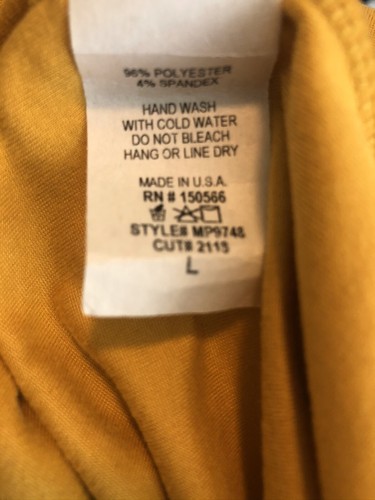 96% POLYESTER
4% SPANDEX
HAND WASH
WITH COLD WATER
DO NOT BLEACH
HANG OR LINE DRY
MADE IN U.S.A.
RN # 150566
STYLE# MP9748
CUT# 2119
L